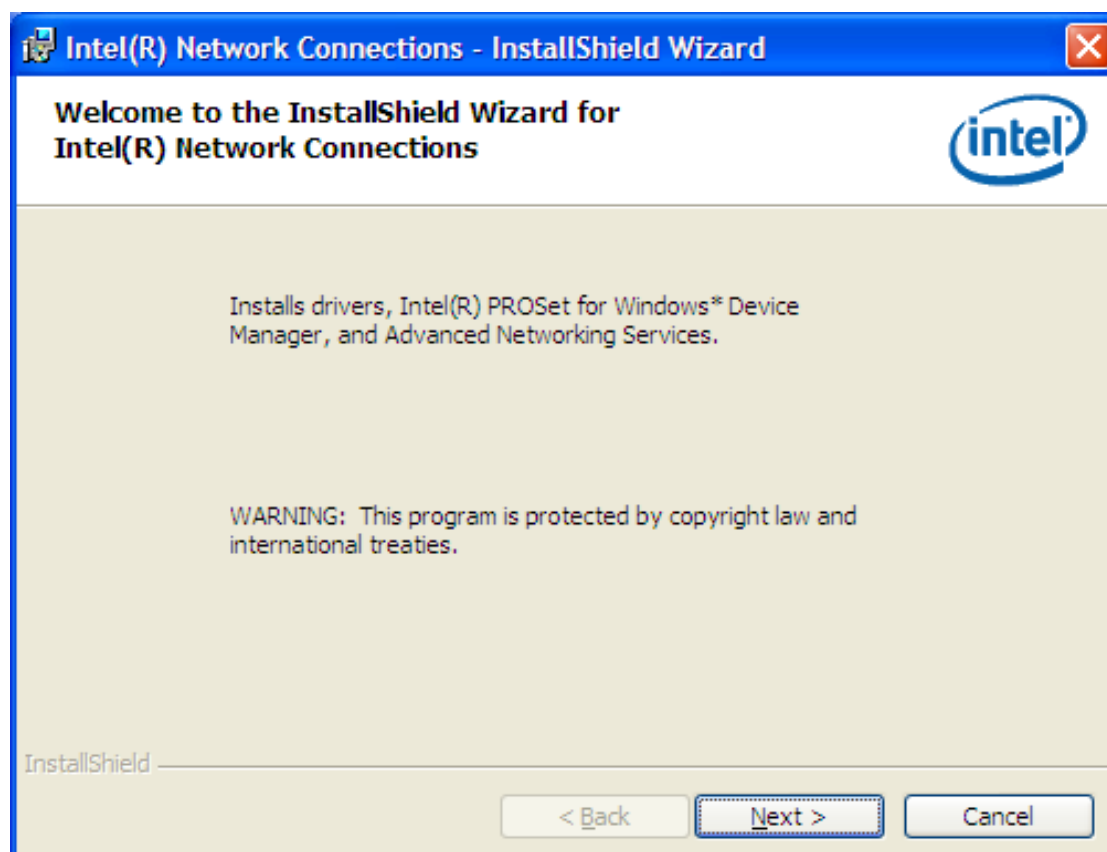 Intel(R) Network Connections - InstallShield Wizard
Welcome to the InstallShield Wizard for
Intel(R) Network Connections
intel
Installs drivers, Intel(R) PROSet for Windows* Device
Manager, and Advanced Networking Services.
WARNING:  This program is protected by copyright law and
international treaties.
InstallShield
< Back
Next >
Cancel